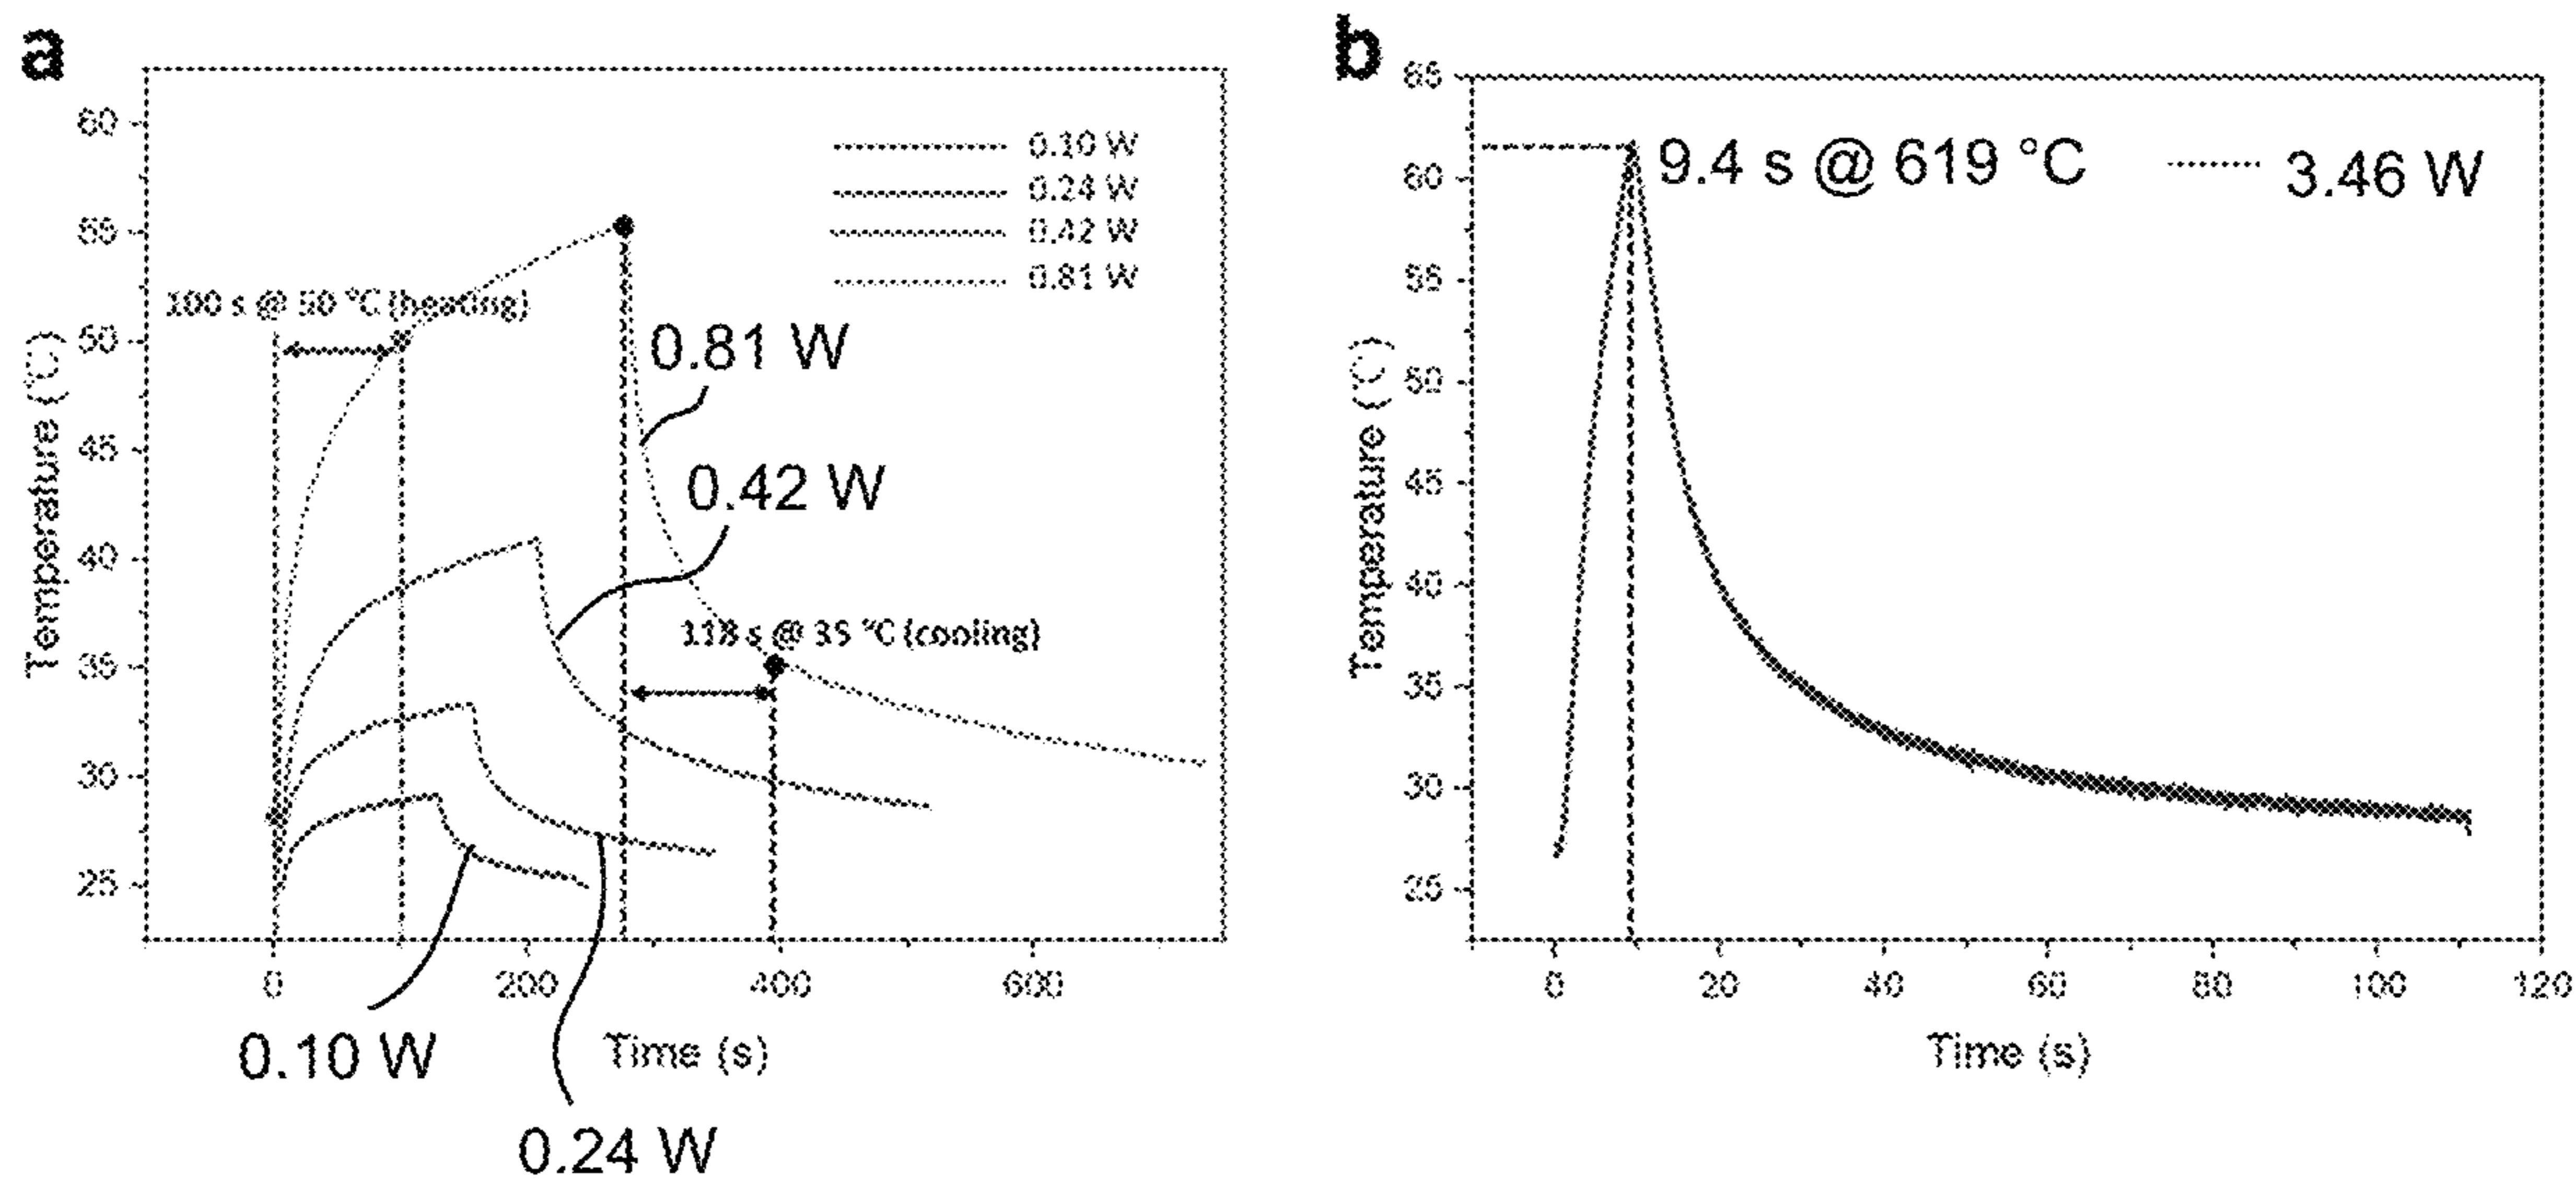 a
60
55
50
45
40
35
30
25
Temperature (℃)
0.10 W
0.24 W
0.42 W
0.81 W
100 s @ 50 °C (heating)
0.81 W
0.42 W
118 s @ 35 °C (cooling)
0 200 400 600
Time (s)
0.10 W
0.24 W
b
65
60
55
50
45
40
35
30
25
Temperature (℃)
9.4 s @ 619 °C
3.46 W
0 20 40 60 80 100 120
Time (s)